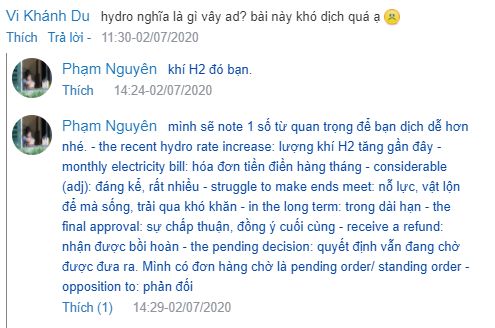 Vi Khánh Du hydro nghĩa là gì vây ad? bài này khó dịch quá ạ
Thích Trả lời - 11:30-02/07/2020
Phạm Nguyên khí H2 đó bạn.
Thích 14:24-02/07/2020
Phạm Nguyên mình sẽ note 1 số từ quan trọng để bạn dịch dễ hơn
nhé. - the recent hydro rate increase: lượng khí H2 tăng gần đây -
monthly electricity bill: hóa đơn tiền điền hàng tháng - considerable
(adj): đáng kể, rất nhiều - struggle to make ends meet: nỗ lực, vật lộn
để mà sống, trải qua khó khăn - in the long term: trong dài hạn - the
final approval: sự chấp thuận, đồng ý cuối cùng - receive a refund:
nhận được bồi hoàn - the pending decision: quyết định vẫn đang chờ
được đưa ra. Mình có đơn hàng chờ là pending order/ standing order -
opposition to: phản đối
Thích (1) 14:29-02/07/2020